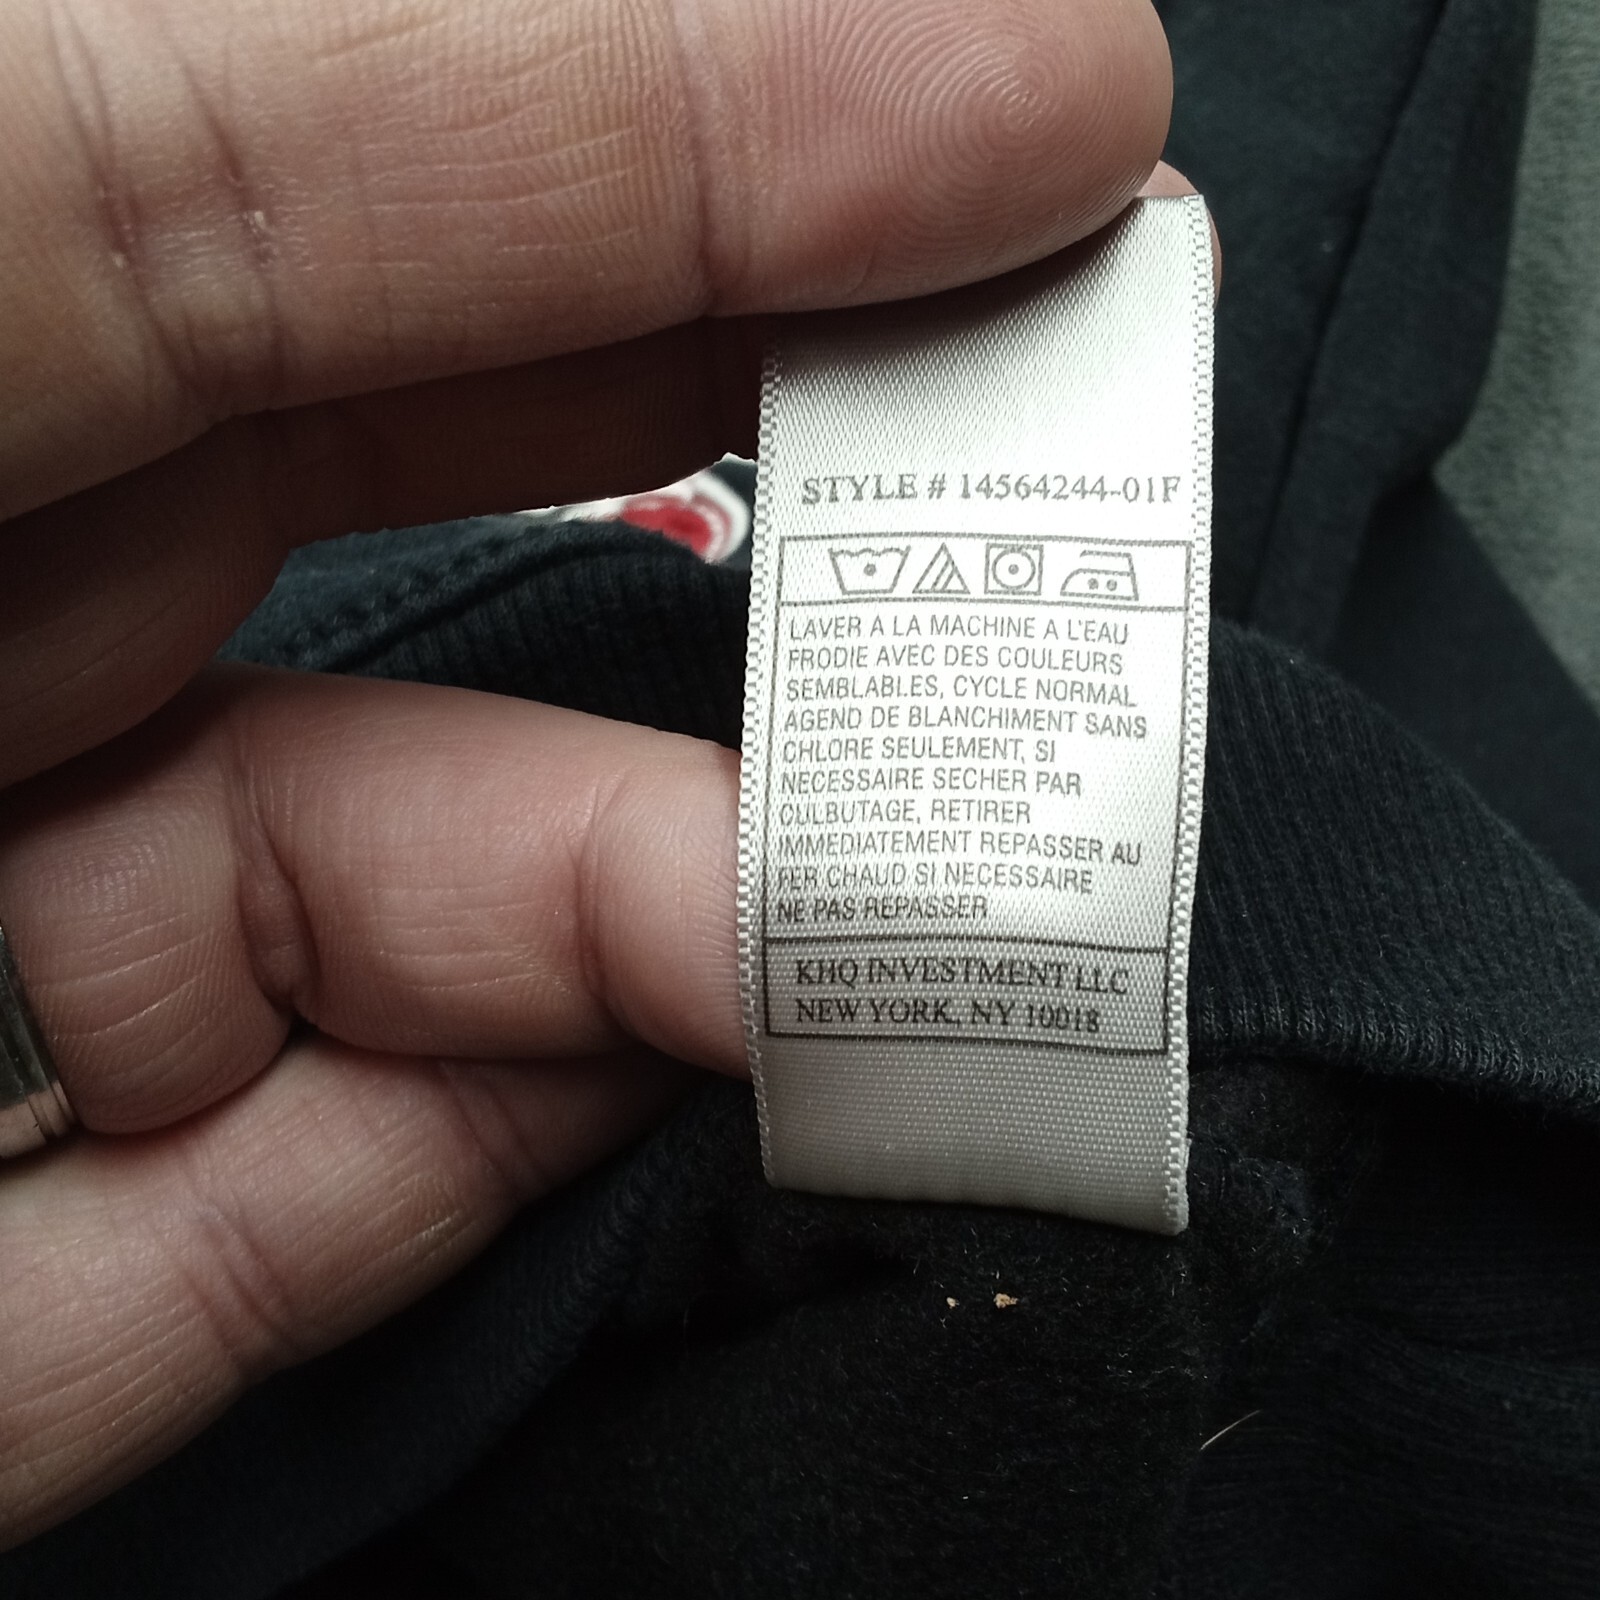 STYLE # 14564244-01F
LAVER A LA MACHINE A L'EAU
FRODIE AVEC DES COULEURS
SEMBLABLES, CYCLE NORMAL
AGEND DE BLANCHIMENT SANS
CHLORE SEULEMENT, SI
NECESSAIRE SECHER PAR
CULBUTAGE, RETIRER
IMMEDIATEMENT REPASSER AU
FER CHAUD SI NECESSAIRE
NE PAS REPASSER
KHQ INVESTMENT LLC
NEW YORK, NY 10018